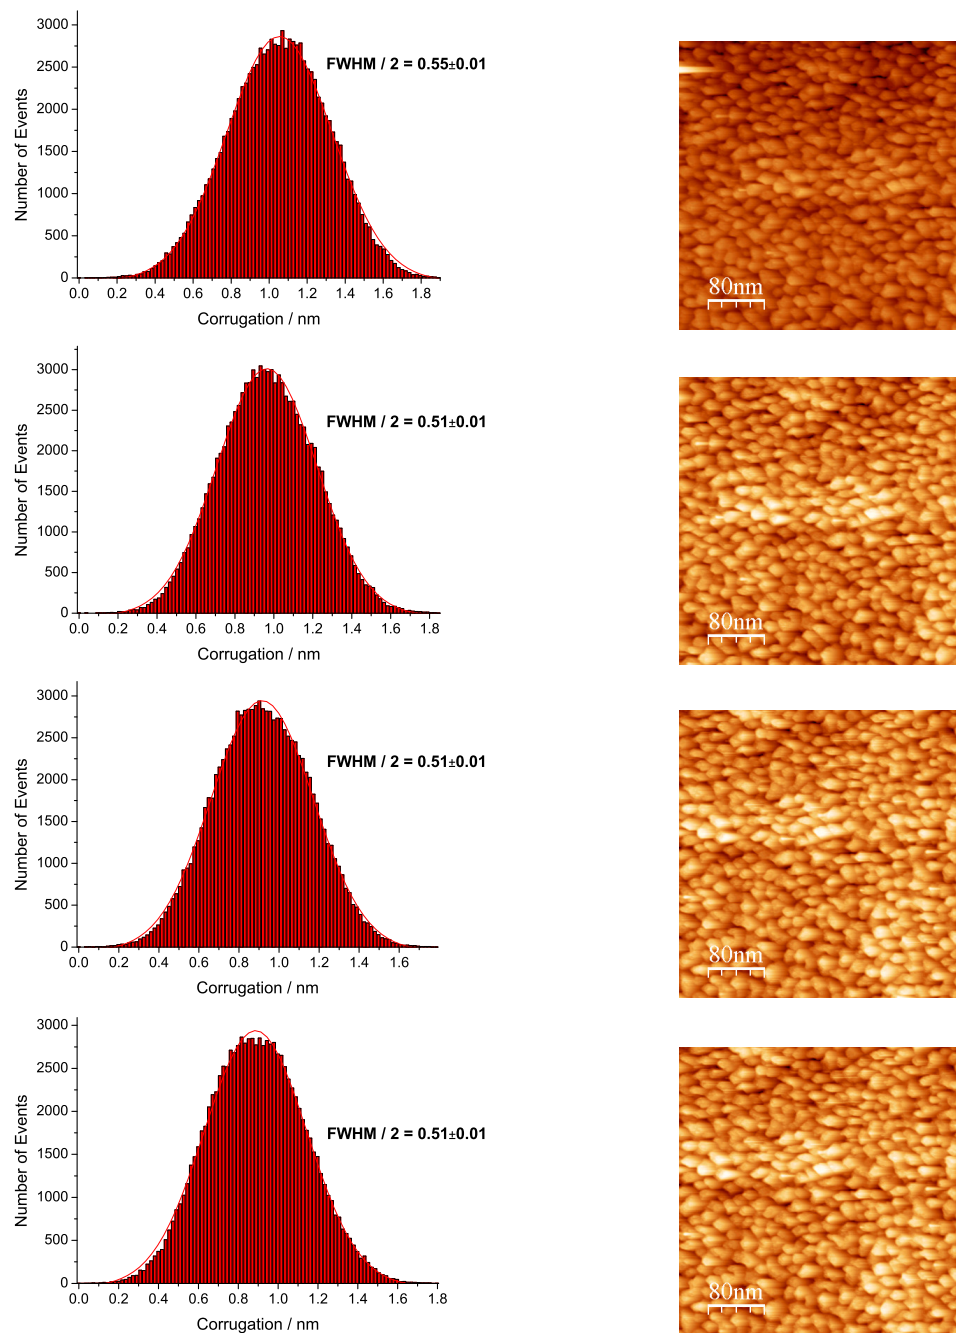 3000
2500
2000
1500
1000
500
0
Number of Events
FWHM / 2 = 0.55±0.01
0.0 0.2 0.4 0.6 0.8 1.0 1.2 1.4 1.6 1.8
Corrugation / nm
80nm
3000
2500
2000
1500
1000
500
0
Number of Events
FWHM / 2 = 0.51±0.01
0.0 0.2 0.4 0.6 0.8 1.0 1.2 1.4 1.6 1.8
Corrugation / nm
80nm
3000
2500
2000
1500
1000
500
0
Number of Events
FWHM / 2 = 0.51±0.01
0.0 0.2 0.4 0.6 0.8 1.0 1.2 1.4 1.6
Corrugation / nm
80nm
3000
2500
2000
1500
1000
500
0
Number of Events
FWHM / 2 = 0.51±0.01
0.0 0.2 0.4 0.6 0.8 1.0 1.2 1.4 1.6 1.8
Corrugation / nm
80nm